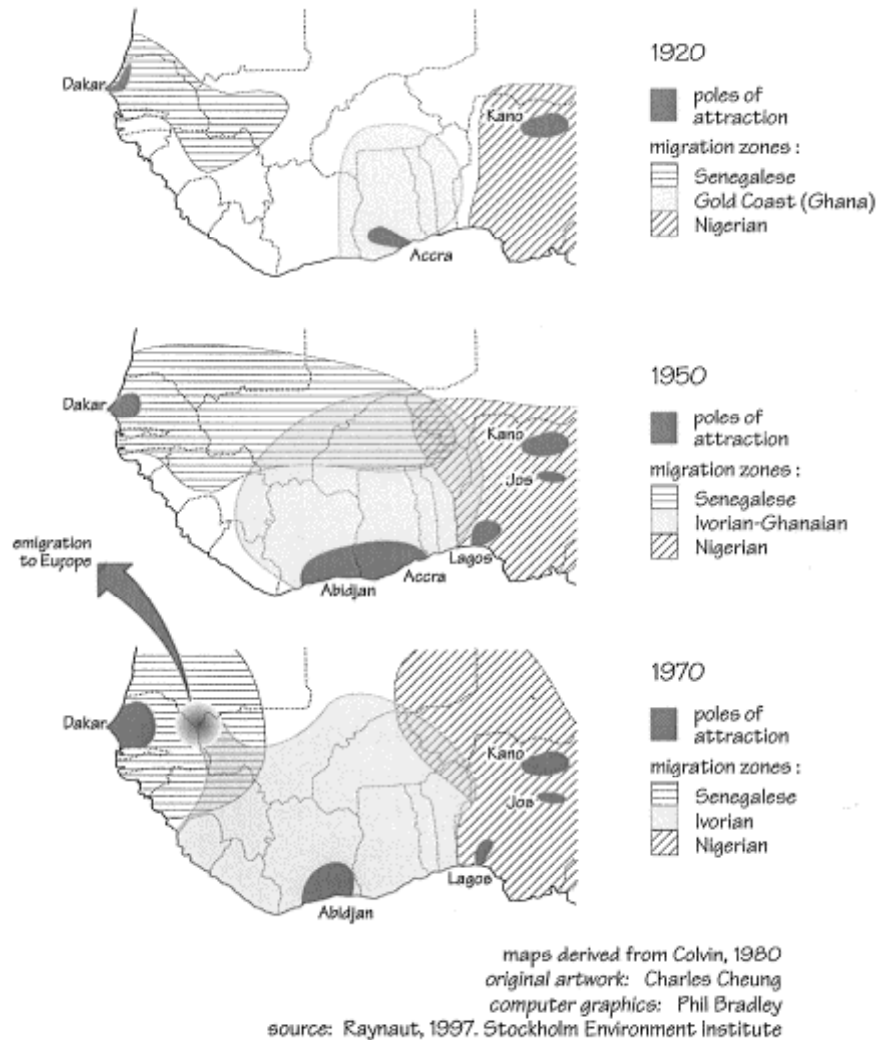 1920
Dakar
Kano
Accra
poles of
attraction
migration zones :
Senegalese
Gold Coast (Ghana)
Nigerian
1950
Dakar
Kano
Jos
Lagos
Accra
Abidjan
poles of
attraction
migration zones :
Senegalese
Ivorian-Ghanaian
Nigerian
emigration
to Europe
1970
Dakar
Kano
Jos
Lagos
Abidjan
poles of
attraction
migration zones :
Senegalese
Ivorian
Nigerian
maps derived from Colvin, 1980
original artwork: Charles Cheung
computer graphics: Phil Bradley
source: Raynaut, 1997. Stockholm Environment Institute